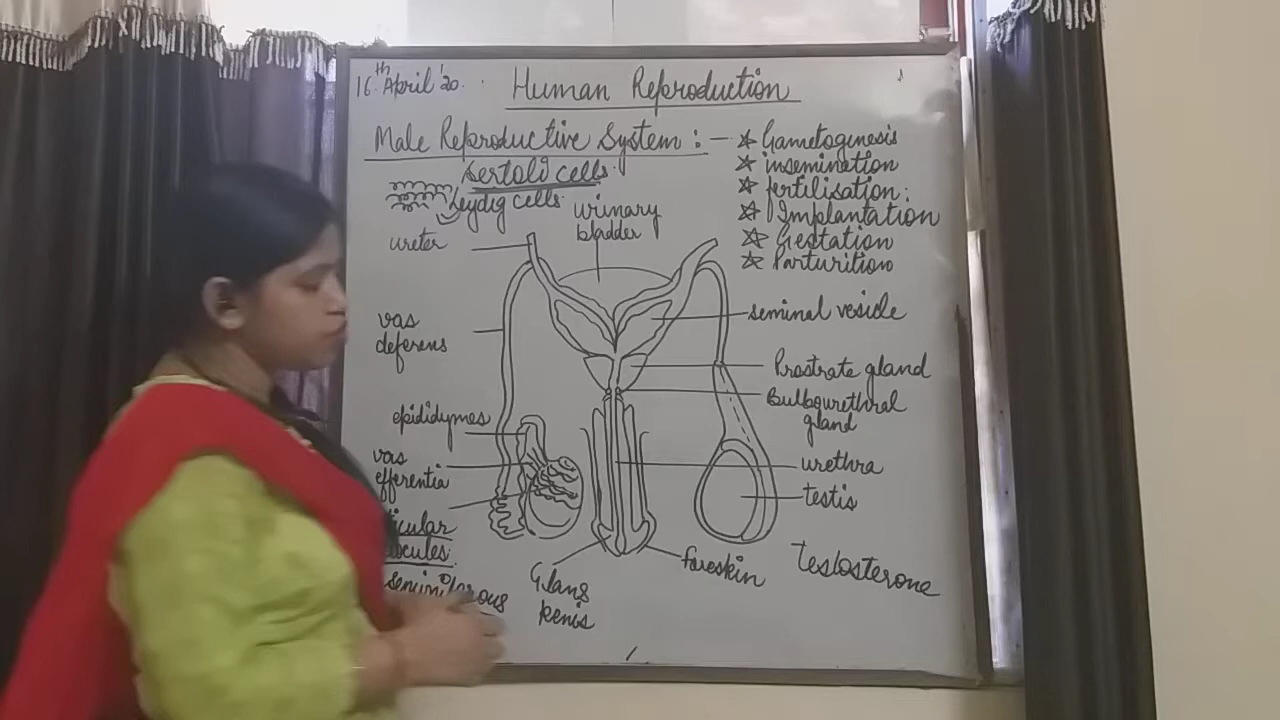 16th April '20.
Human Reproduction
Male Reproductive System :-
☆ Gametogenesis
☆ insemination
☆ fertilisation:
☆ Implantation
☆ Gestation
☆ Parturition
Sertoli cells
Leydig cells
urinary
bladder
ureter
seminal vesicle
vas
deferens
Prostrate gland
Bulbourethral
gland
epididymes
vas
efferentia
urethra
testis
foreskin
Testosterone
Glans
Penis